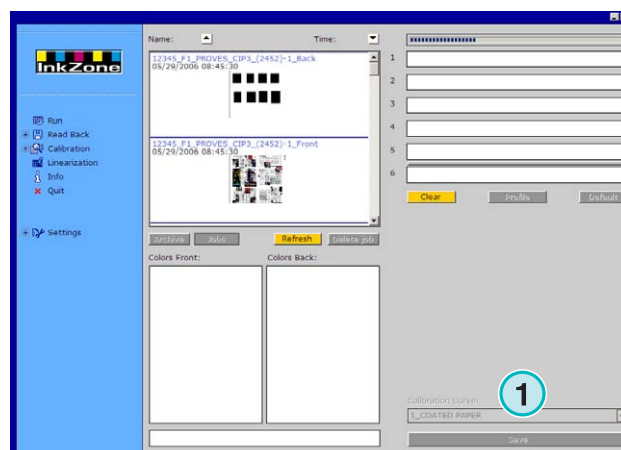 InkZone
Run
Read Back
Calibration
Linearization
Info
Quit
Settings
Name: Time:
12345_F1_PROVES_CIP3_(2452)-1_Back
05/29/2006 08:45:30
12345_F1_PROVES_CIP3_(2452)-1_Front
05/29/2006 08:45:30
Archive Jobs Refresh Delete job
Colors Front: Colors Back:
1
2
3
4
5
6
Clear Profile Default
1
Calibration Curve
1_COATED PAPER
Save